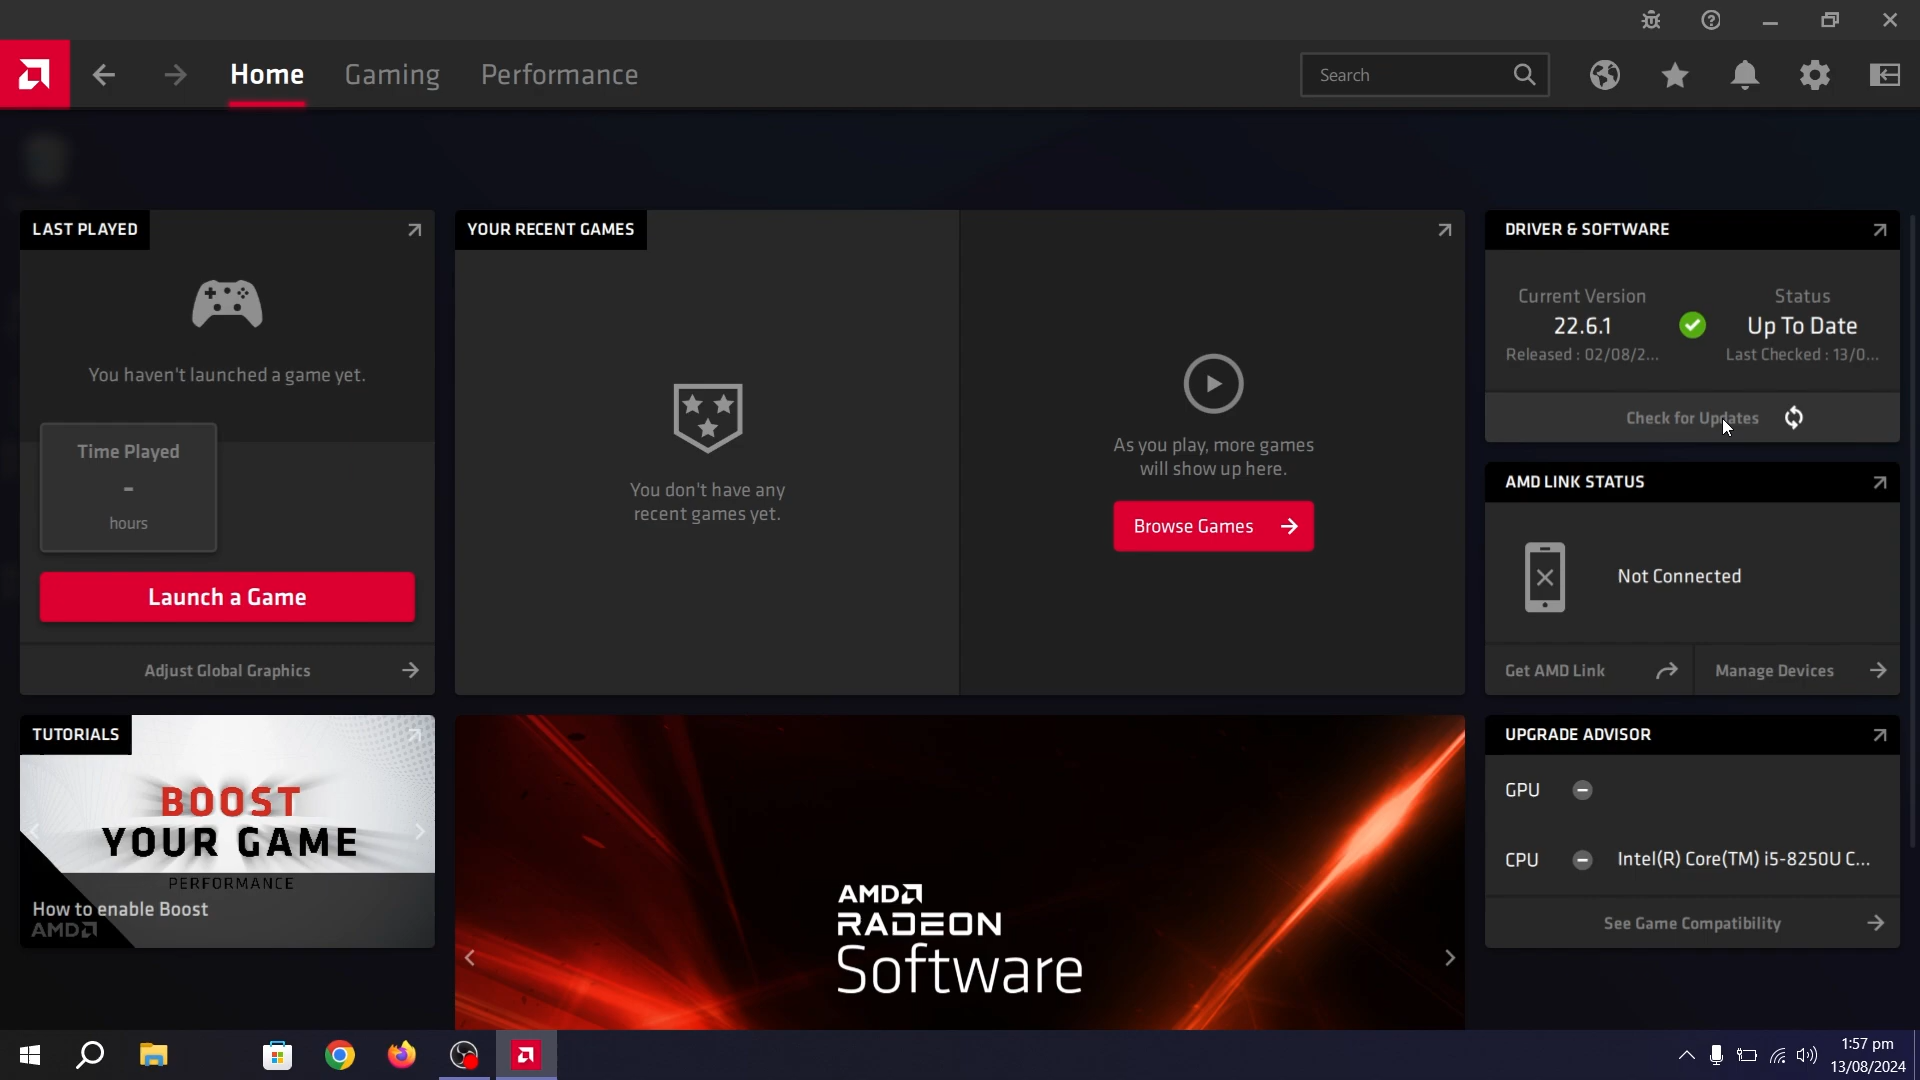 Home
Gaming
Performance
Search
LAST PLAYED
You haven't launched a game yet.
Time Played
-
hours
Launch a Game
Adjust Global Graphics
YOUR RECENT GAMES
You don't have any
recent games yet.
As you play, more games
will show up here.
Browse Games
DRIVER & SOFTWARE
Current Version
22.6.1
Released : 02/08/2...
Status
Up To Date
Last Checked : 13/0...
Check for Updates
AMD LINK STATUS
Not Connected
Get AMD Link
Manage Devices
TUTORIALS
BOOST
YOUR GAME
PERFORMANCE
How to enable Boost
AMD
AMD
RADEON
Software
UPGRADE ADVISOR
GPU
CPU
Intel(R) Core(TM) i5-8250U C...
See Game Compatibility
1:57 pm
13/08/2024